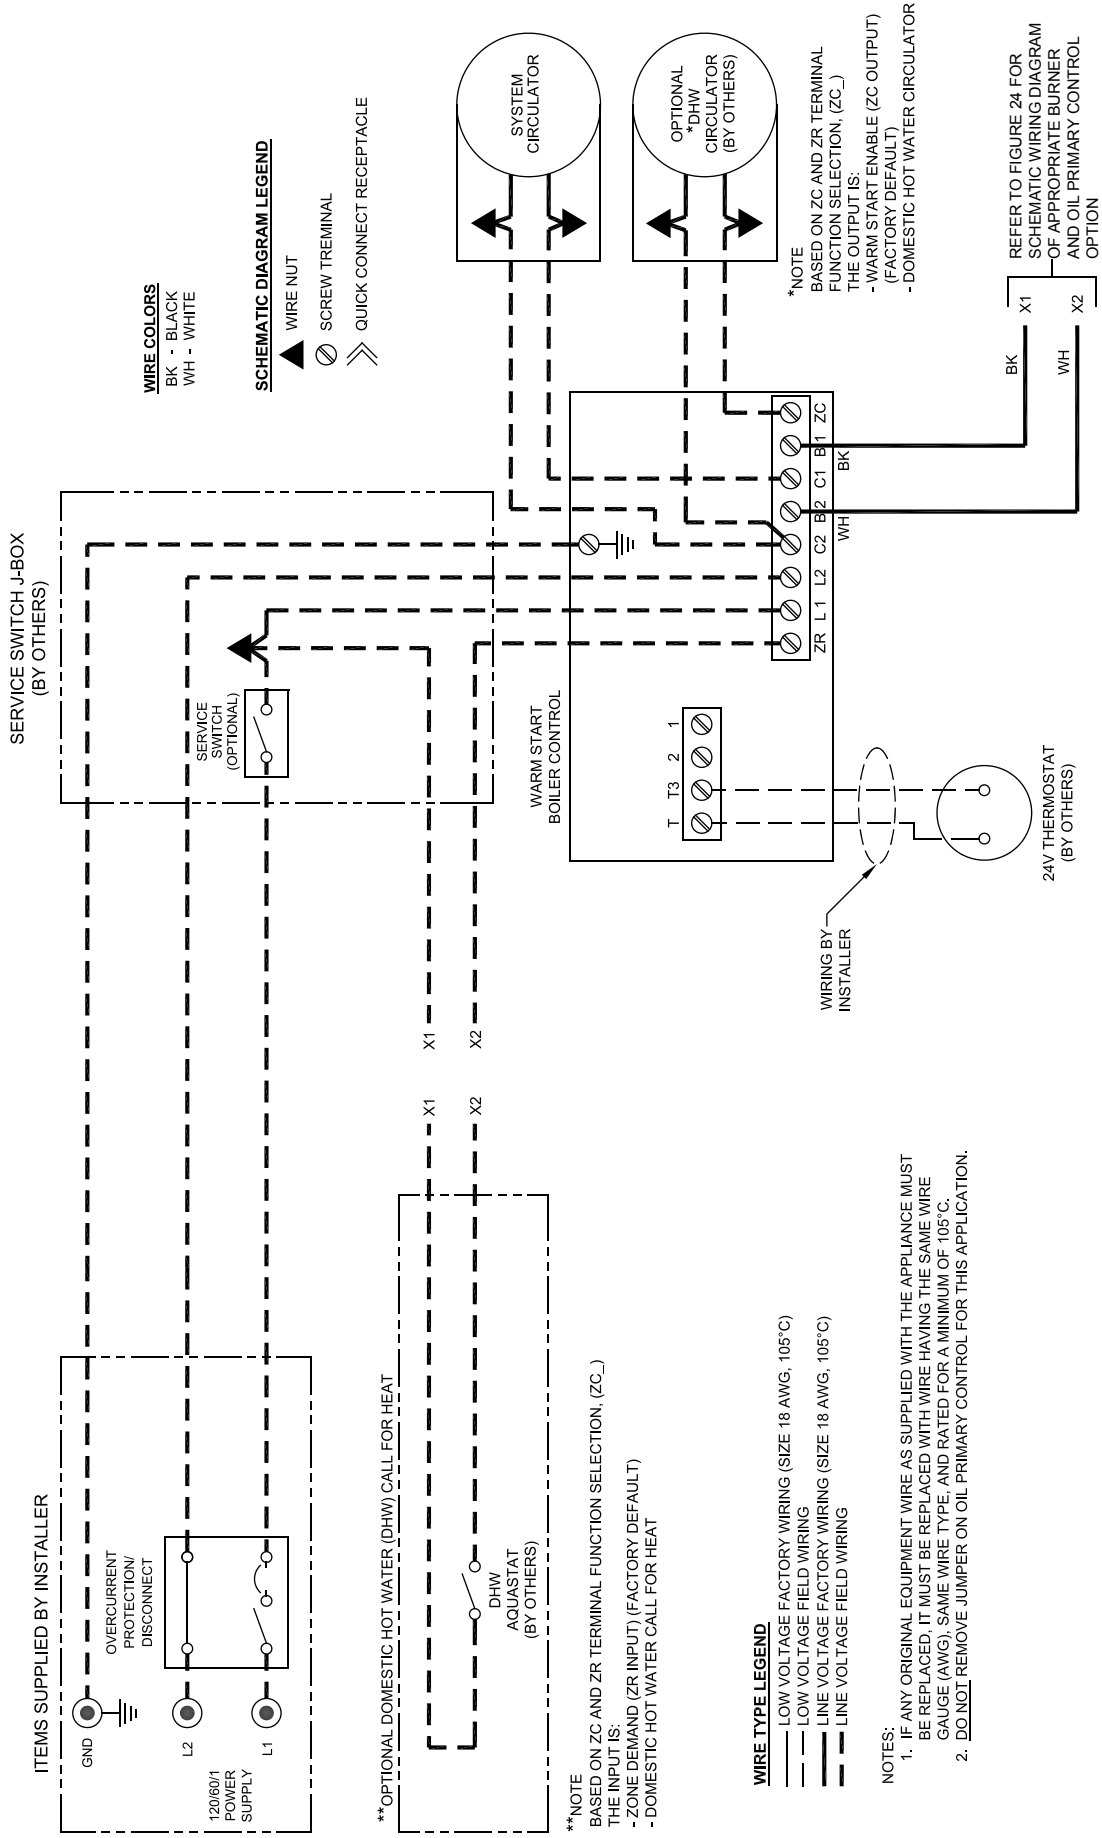 ITEMS SUPPLIED BY INSTALLER
GND
L2
L1
120/60/1
POWER
SUPPLY
OVERCURRENT
PROTECTION/
DISCONNECT
SERVICE SWITCH J-BOX
(BY OTHERS)
SERVICE
SWITCH
(OPTIONAL)
WIRE COLORS
BK - BLACK
WH - WHITE
SCHEMATIC DIAGRAM LEGEND
WIRE NUT
SCREW TREMINAL
QUICK CONNECT RECEPTACLE
**OPTIONAL DOMESTIC HOT WATER (DHW) CALL FOR HEAT
X1
X1
X2
X2
DHW
AQUASTAT
(BY OTHERS)
**NOTE
BASED ON ZC AND ZR TERMINAL FUNCTION SELECTION, (ZC_)
THE INPUT IS:
- ZONE DEMAND (ZR INPUT) (FACTORY DEFAULT)
- DOMESTIC HOT WATER CALL FOR HEAT
WARM START
BOILER CONTROL
T
T3
2
1
ZR
L1
L2
C2
B2
C1
B1
ZC
WH
BK
SYSTEM
CIRCULATOR
OPTIONAL
*DHW
CIRCULATOR
(BY OTHERS)
*NOTE
BASED ON ZC AND ZR TERMINAL
FUNCTION SELECTION, (ZC_)
THE OUTPUT IS:
- WARM START ENABLE (ZC OUTPUT)
(FACTORY DEFAULT)
- DOMESTIC HOT WATER CIRCULATOR
WIRING BY
INSTALLER
24V THERMOSTAT
(BY OTHERS)
BK
WH
X1
X2
REFER TO FIGURE 24 FOR
SCHEMATIC WIRING DIAGRAM
OF APPROPRIATE BURNER
AND OIL PRIMARY CONTROL
OPTION
WIRE TYPE LEGEND
LOW VOLTAGE FACTORY WIRING (SIZE 18 AWG, 105°C)
LOW VOLTAGE FIELD WIRING
LINE VOLTAGE FACTORY WIRING (SIZE 18 AWG, 105°C)
LINE VOLTAGE FIELD WIRING
NOTES:
1. IF ANY ORIGINAL EQUIPMENT WIRE AS SUPPLIED WITH THE APPLIANCE MUST
BE REPLACED, IT MUST BE REPLACED WITH WIRE HAVING THE SAME WIRE
GAUGE (AWG), SAME WIRE TYPE, AND RATED FOR A MINIMUM OF 105°C.
2. DO NOT REMOVE JUMPER ON OIL PRIMARY CONTROL FOR THIS APPLICATION.